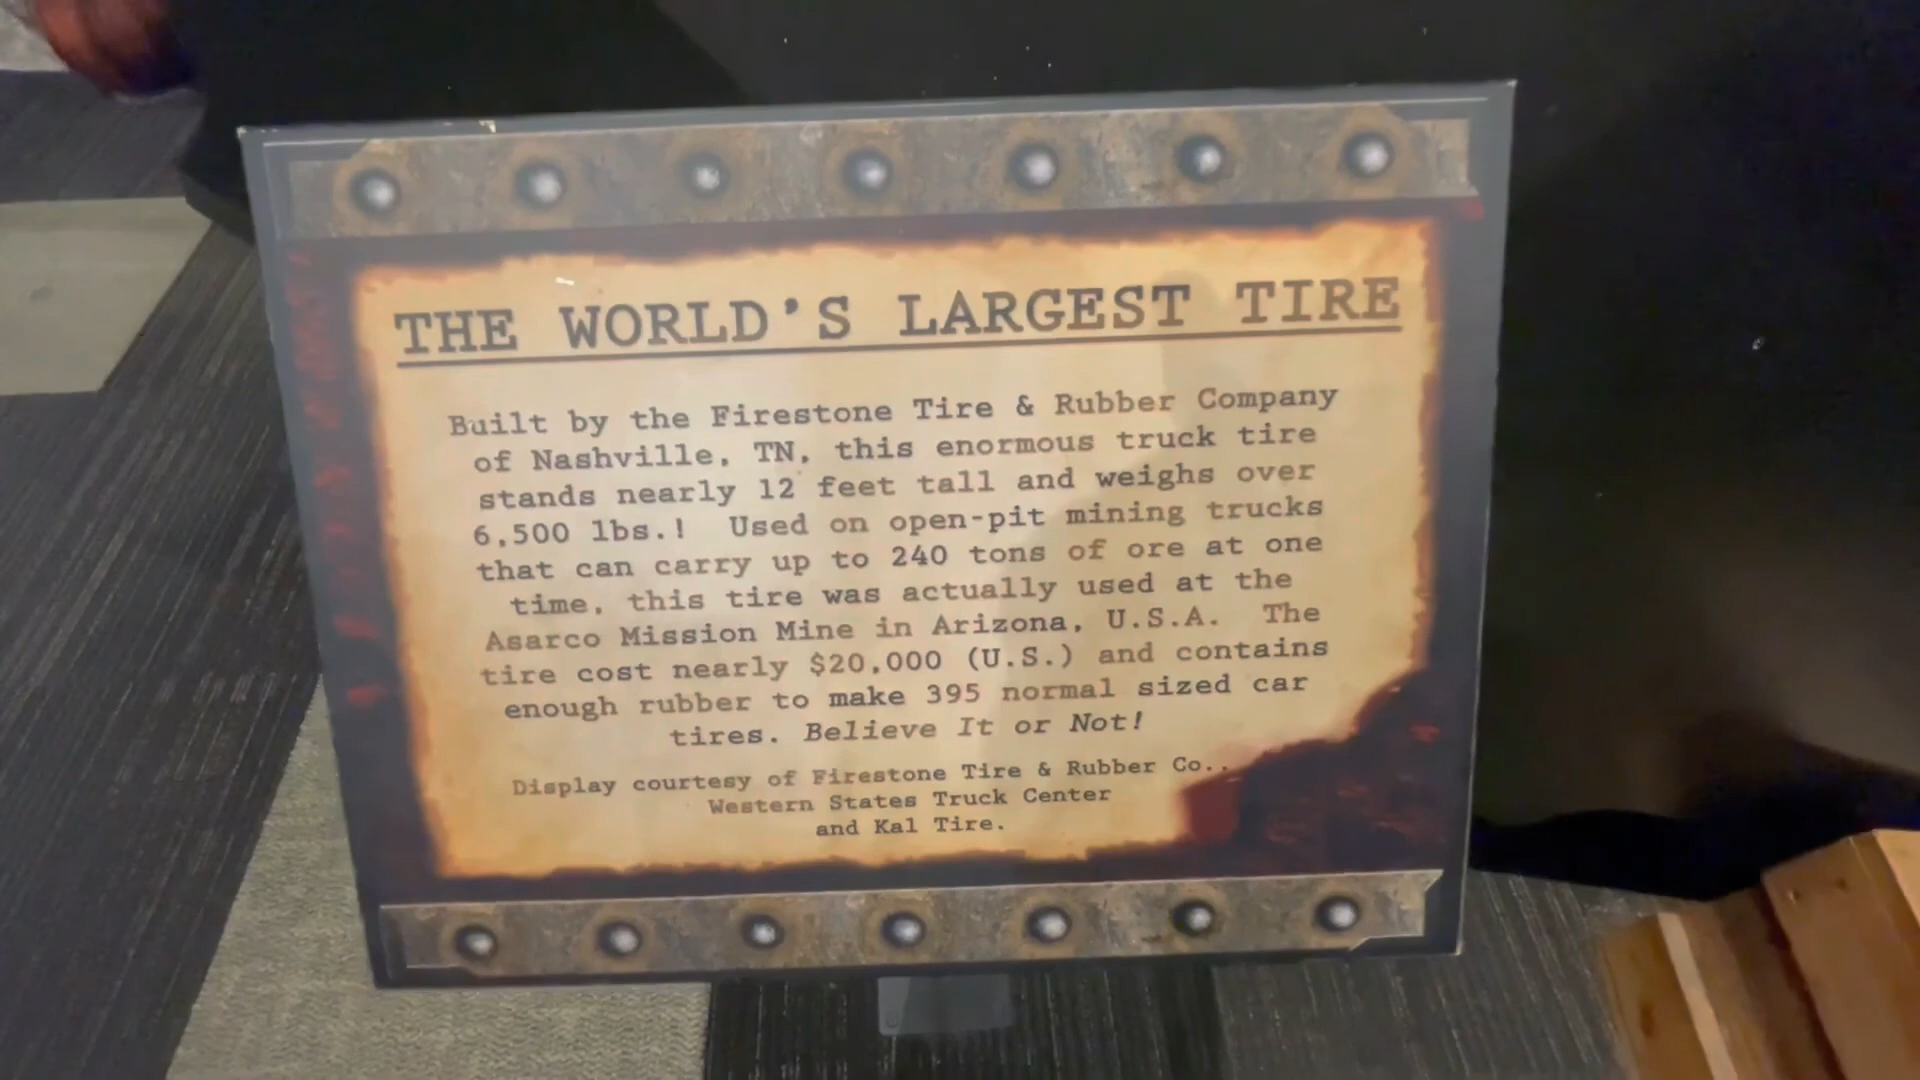 THE WORLD'S LARGEST TIRE
Built by the Firestone Tire & Rubber Company
of Nashville, TN, this enormous truck tire
stands nearly 12 feet tall and weighs over
6,500 lbs.! Used on open-pit mining trucks
that can carry up to 240 tons of ore at one
time, this tire was actually used at the
Asarco Mission Mine in Arizona, U.S.A. The
tire cost nearly $20,000 (U.S.) and contains
enough rubber to make 395 normal sized car
tires. Believe It or Not!
Display courtesy of Firestone Tire & Rubber Co.,
Western States Truck Center
and Kal Tire.